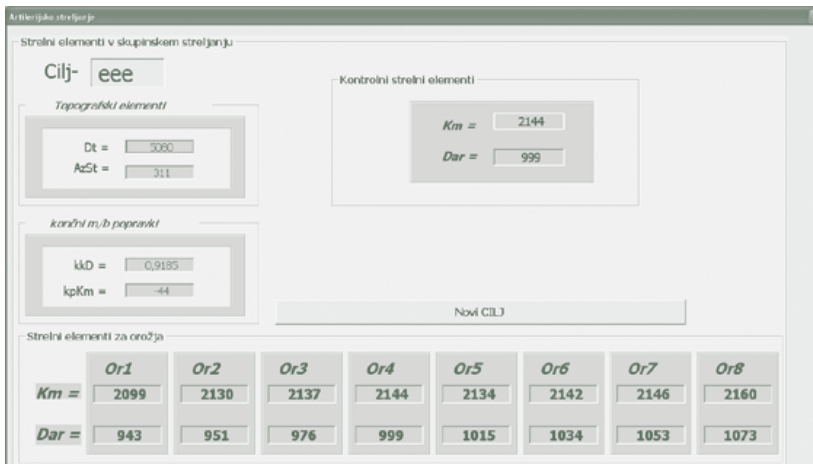 Artilerijsko streljanje
Strelni elementi v skupinskem streljanju
Cilj- eee
Topografski elementi
Dt = 5080
AzSt = 311
Kontrolni strelni elementi
Km = 2144
Dar = 999
končni m/b popravki
kkD = 0,9185
kpKm = -44
Novi CILJ
Strelni elementi za orožja
Or1 Or2 Or3 Or4 Or5 Or6 Or7 Or8
Km = 2099 2130 2137 2144 2134 2142 2146 2160
Dar = 943 951 976 999 1015 1034 1053 1073